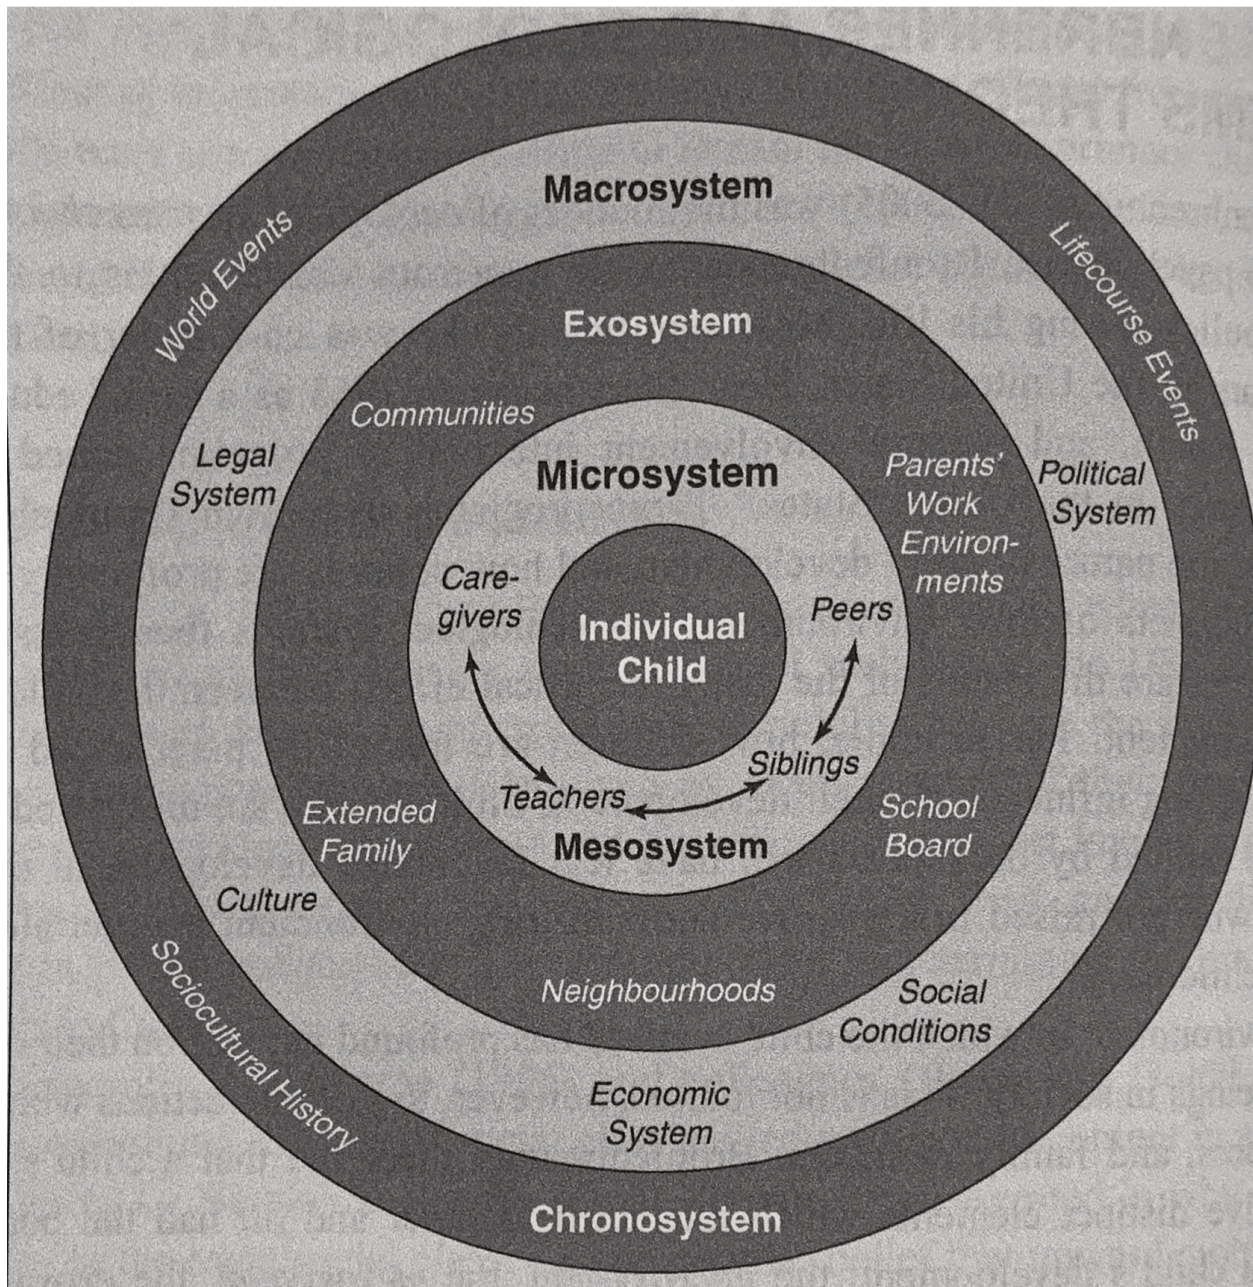 Macrosystem
World Events
Lifecourse Events
Exosystem
Communities
Legal
System
Microsystem
Parents'
Work
Environ-
ments
Political
System
Care-
givers
Peers
Individual
Child
Siblings
Teachers
Mesosystem
Extended
Family
School
Board
Culture
Neighbourhoods
Social
Conditions
Sociocultural History
Economic
System
Chronosystem